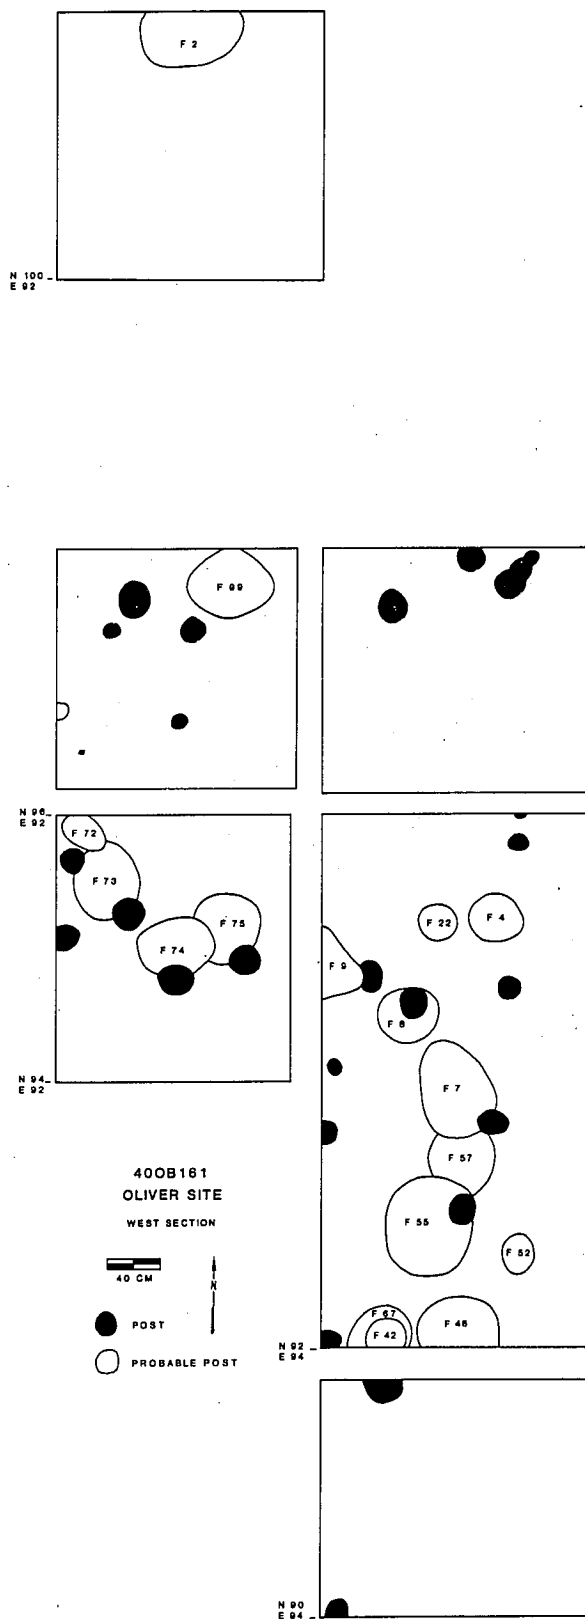 F 2
N 100
E 92
F 99
N 96
E 92
F 72
F 73
F 75
F 74
F 22
F 4
F 9
F 8
N 94
E 92
F 7
F 57
F 55
F 52
40OB161
OLIVER SITE
WEST SECTION
40 CM
N
POST
PROBABLE POST
F 67
F 42
F 46
N 92
E 94
N 90
E 94